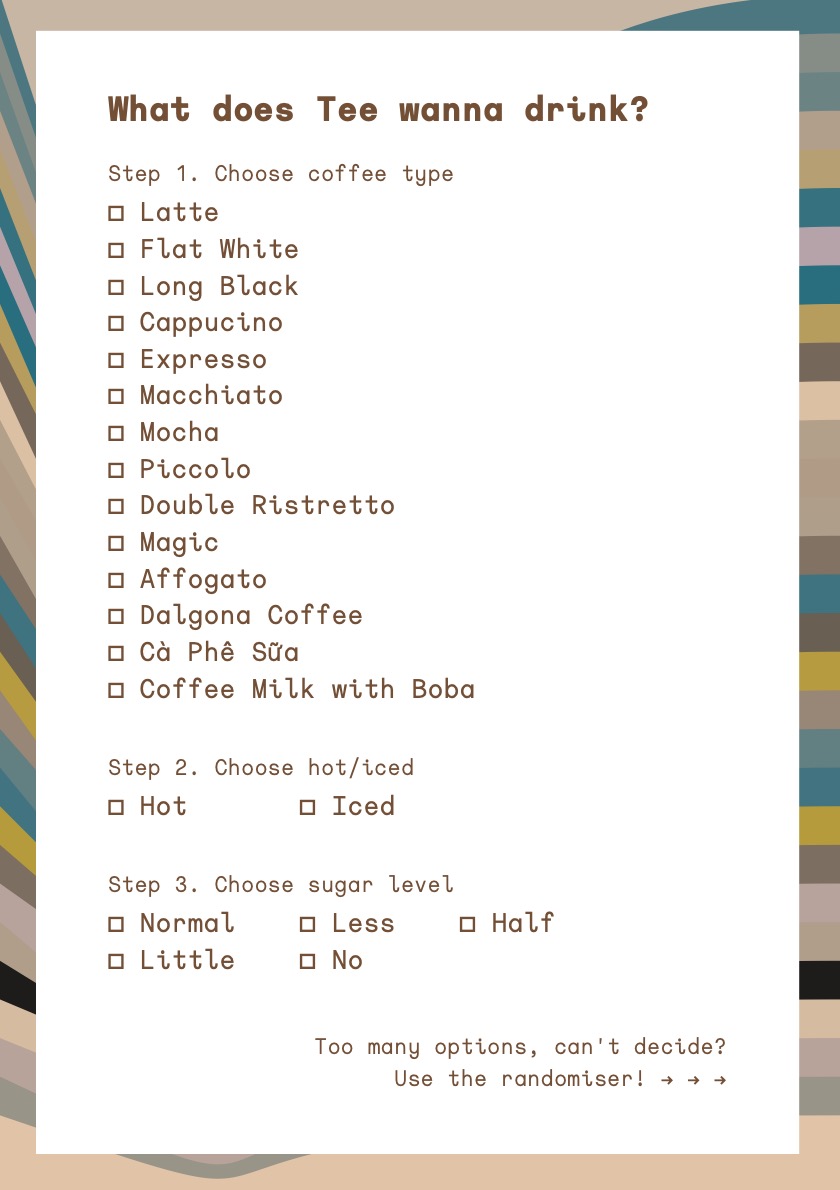 What does Tee wanna drink?
Step 1. Choose coffee type
□ Latte
□ Flat White
□ Long Black
□ Cappucino
□ Expresso
□ Macchiato
□ Mocha
□ Piccolo
□ Double Ristretto
□ Magic
□ Affogato
□ Dalgona Coffee
□ Cà Phê Sữa
□ Coffee Milk with Boba
Step 2. Choose hot/iced
□ Hot □ Iced
Step 3. Choose sugar level
□ Normal □ Less □ Half
□ Little □ No
Too many options, can't decide?
Use the randomiser! → → →